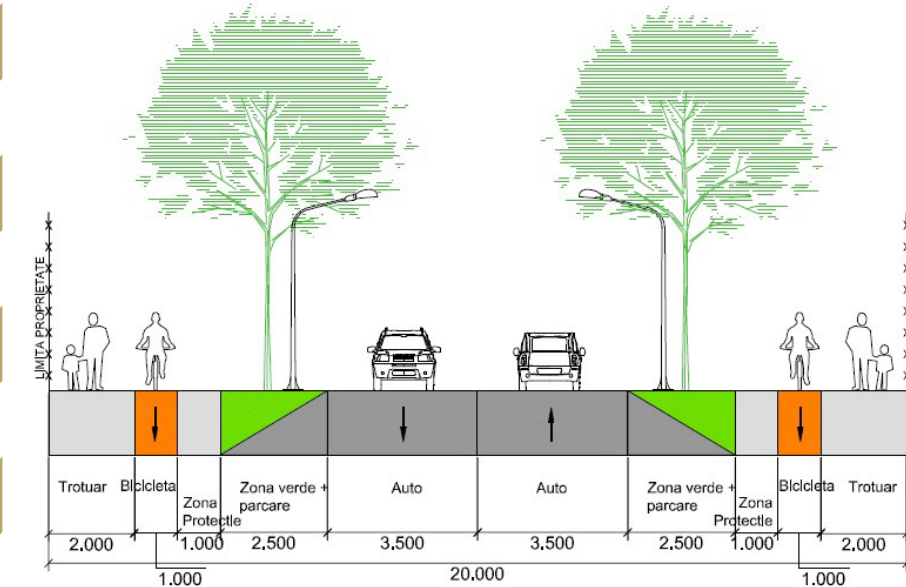 LIMITA PROPRIETATE
Trotuar
BIcIcleta
Zona
ProtectIe
Zona verde +
parcare
Auto
Auto
Zona verde +
parcare
Zona
ProtectIe
BIcIcleta
Trotuar
2.000
1.000
2.500
3.500
3.500
2.500
1.000
2.000
1.000
20.000
1.000